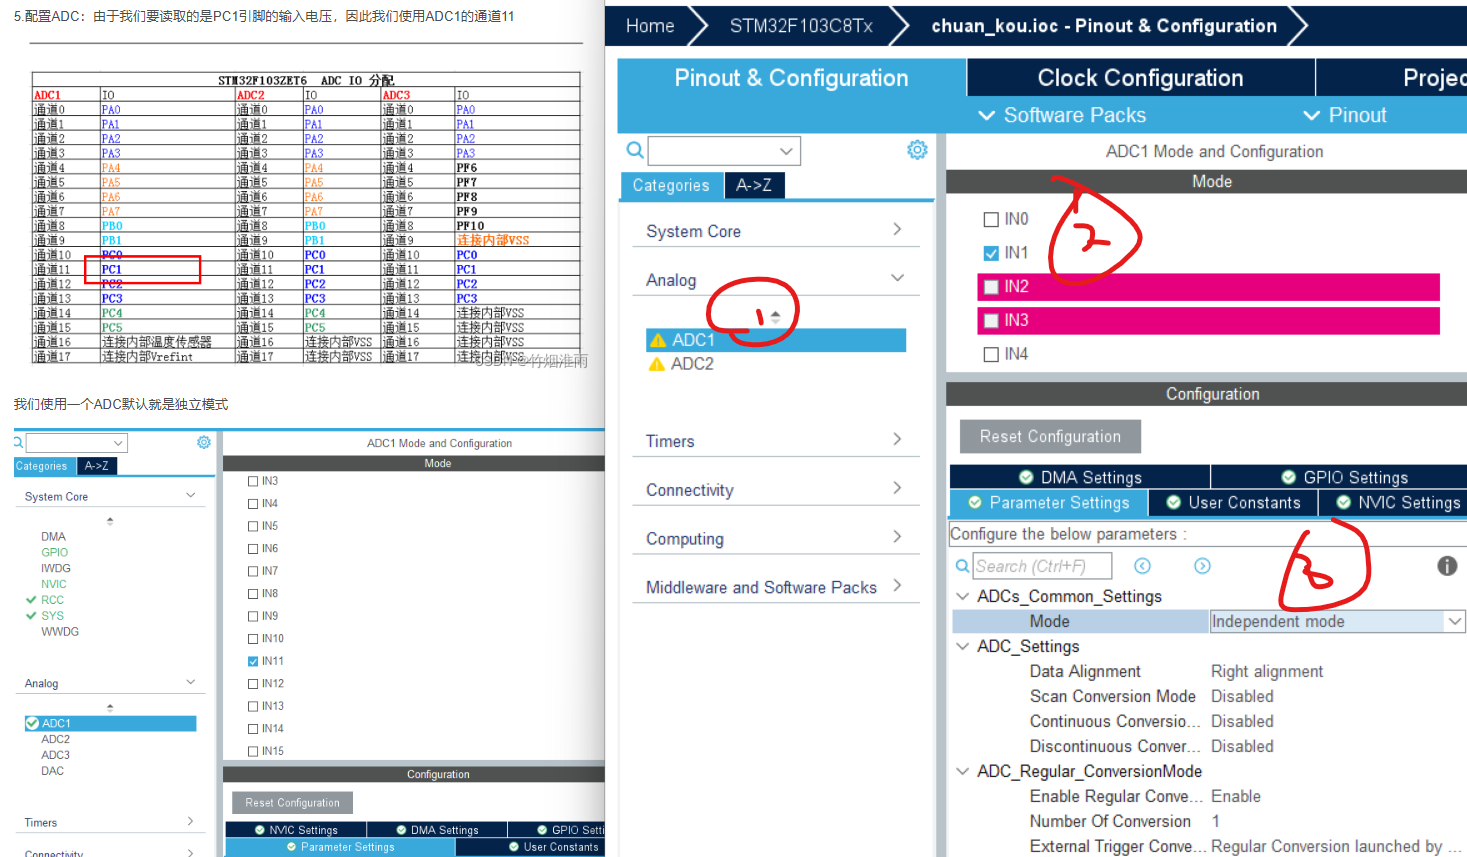 5.配置ADC：由于我们要读取的是PC1引脚的输入电压，因此我们使用ADC1的通道11
STM32F103ZET6 ADC IO 分配
ADC1 IO ADC2 IO ADC3 IO
通道0 PA0 通道0 PA0 通道0 PA0
通道1 PA1 通道1 PA1 通道1 PA1
通道2 PA2 通道2 PA2 通道2 PA2
通道3 PA3 通道3 PA3 通道3 PA3
通道4 PA4 通道4 PA4 通道4 PF6
通道5 PA5 通道5 PA5 通道5 PF7
通道6 PA6 通道6 PA6 通道6 PF8
通道7 PA7 通道7 PA7 通道7 PF9
通道8 PB0 通道8 PB0 通道8 PF10
通道9 PB1 通道9 PB1 通道9 连接内部VSS
通道10 PC0 通道10 PC0 通道10 PC0
通道11 PC1 通道11 PC1 通道11 PC1
通道12 PC2 通道12 PC2 通道12 PC2
通道13 PC3 通道13 PC3 通道13 PC3
通道14 PC4 通道14 PC4 通道14 连接内部VSS
通道15 PC5 通道15 PC5 通道15 连接内部VSS
通道16 连接内部温度传感器 通道16 连接内部VSS 通道16 连接内部VSS
通道17 连接内部Vrefint 通道17 连接内部VSS 通道17 连接内部VSS
CSDN @竹烟淮雨
我们使用一个ADC默认就是独立模式
Categories A->Z
System Core
DMA
GPIO
IWDG
NVIC
RCC
SYS
WWDG
Analog
ADC1
ADC2
ADC3
DAC
Timers
Connectivity
ADC1 Mode and Configuration
Mode
IN3
IN4
IN5
IN6
IN7
IN8
IN9
IN10
IN11
IN12
IN13
IN14
IN15
Configuration
Reset Configuration
NVIC Settings DMA Settings GPIO Setti
Parameter Settings User Constants
Home STM32F103C8Tx chuan_kou.ioc - Pinout & Configuration
Pinout & Configuration Clock Configuration Projec
Software Packs Pinout
Categories A->Z
System Core
Analog
1
ADC1
ADC2
Timers
Connectivity
Computing
Middleware and Software Packs
ADC1 Mode and Configuration
Mode
IN0
2
IN1
IN2
IN3
IN4
Configuration
Reset Configuration
DMA Settings GPIO Settings
Parameter Settings User Constants NVIC Settings
Configure the below parameters :
Search (Ctrl+F)
3
ADCs_Common_Settings
Mode Independent mode
ADC_Settings
Data Alignment Right alignment
Scan Conversion Mode Disabled
Continuous Conversio... Disabled
Discontinuous Conver... Disabled
ADC_Regular_ConversionMode
Enable Regular Conve... Enable
Number Of Conversion 1
External Trigger Conve... Regular Conversion launched by ...